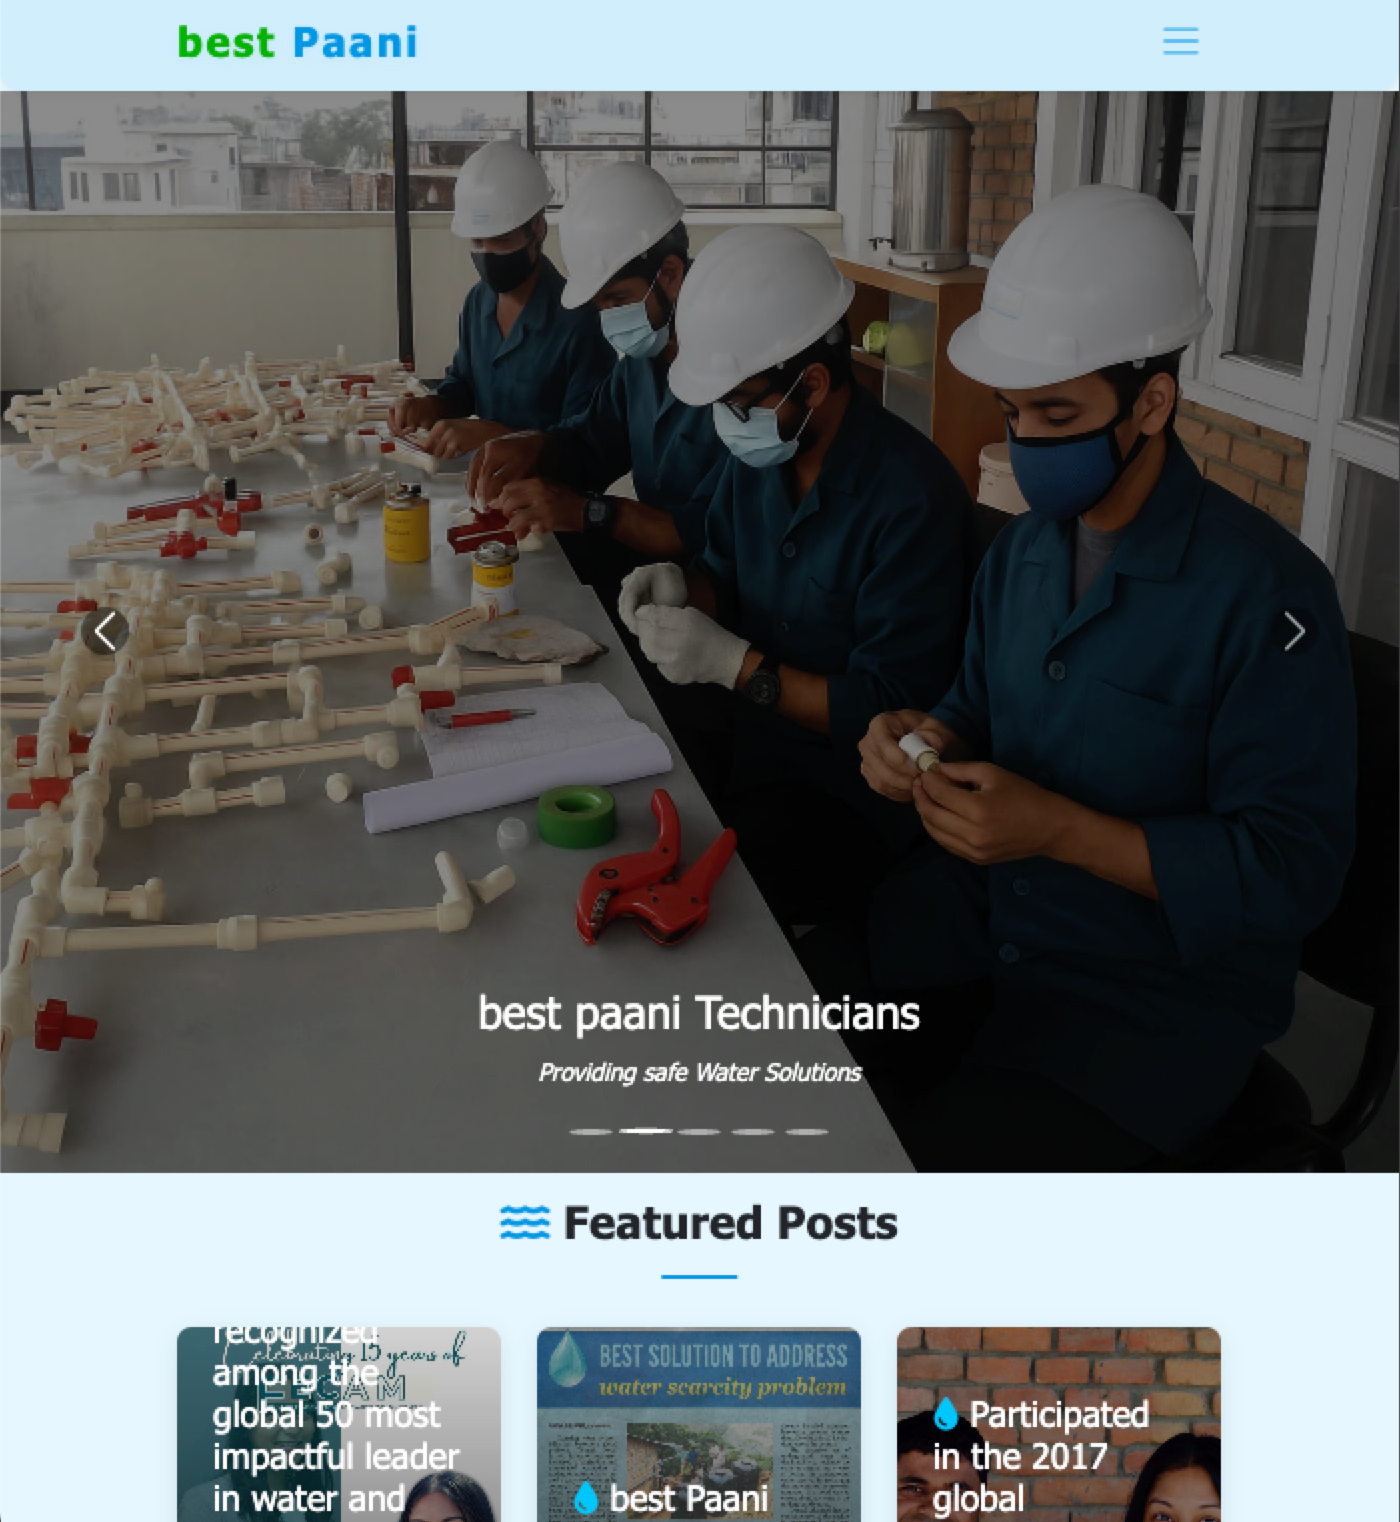 best Paani
best paani Technicians
Providing safe Water Solutions
Featured Posts
recognized
among the
global 50 most
impactful leader
in water and
Celebrating 15 years of
BEST SOLUTION TO ADDRESS
water scarcity problem
best Paani
Participated
in the 2017
global